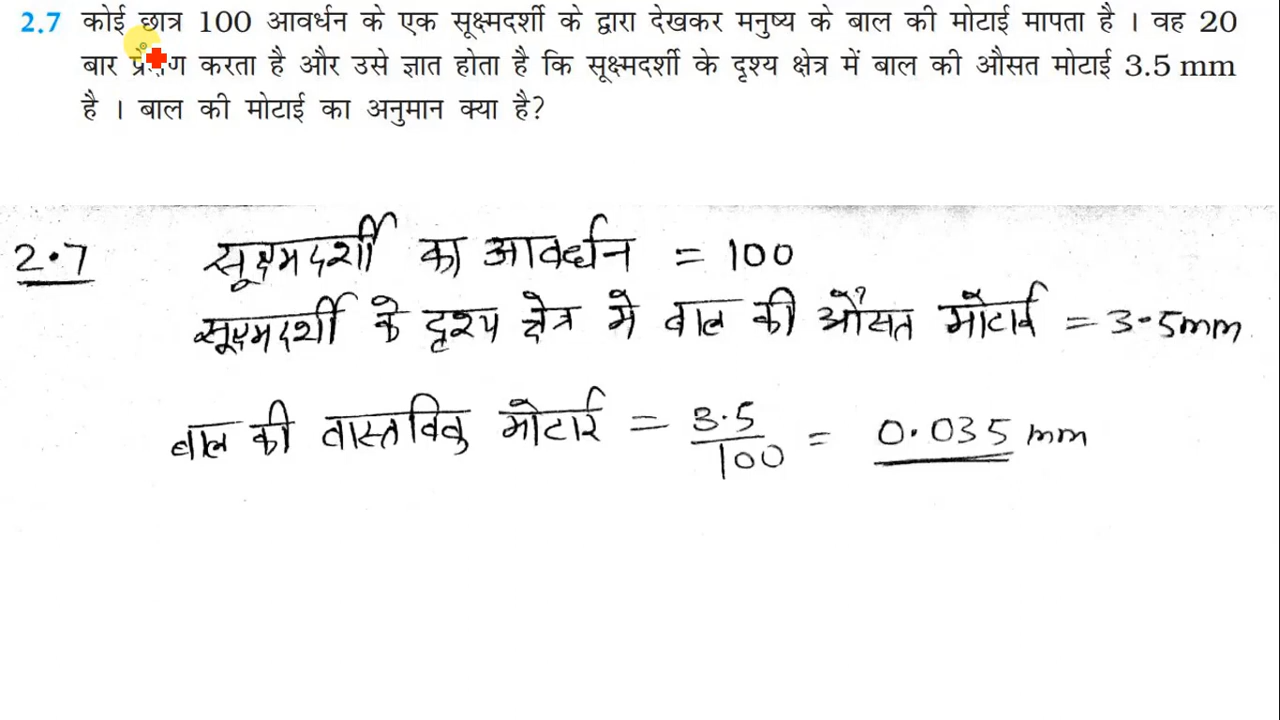 2.7 कोई छात्र 100 आवर्धन के एक सूक्ष्मदर्शी के द्वारा देखकर मनुष्य के बाल की मोटाई मापता है । वह 20
बार करता है और उसे ज्ञात होता है कि सूक्ष्मदर्शी के दृश्य क्षेत्र में बाल की औसत मोटाई 3.5 mm
है । बाल की मोटाई का अनुमान क्या है?
2.7 सूक्ष्मदर्शी का आवर्धन = 100
सूक्ष्मदर्शी के दृश्य क्षेत्र मे बाल की औसत मोटाई = 3.5mm
बाल की वास्तविक मोटाई = 3.5/100 = 0.035 mm